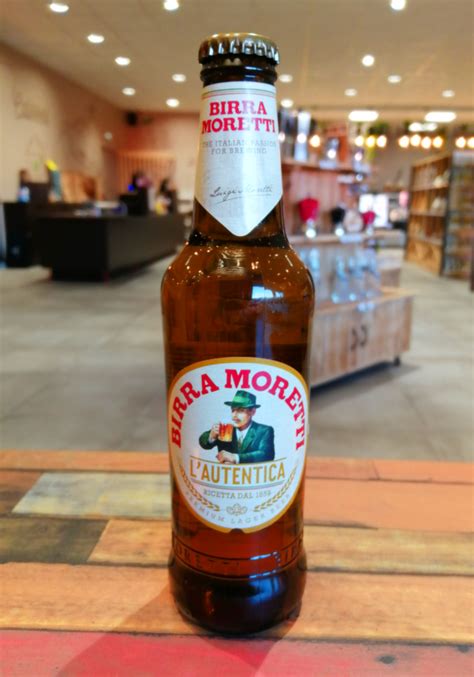 BIRRA
MORETTI
THE ITALIAN PASSION
FOR BREWING
Luigi Moretti
BIRRA MORETTI
L'AUTENTICA
RICETTA DAL 1859
PREMIUM LAGER BEER